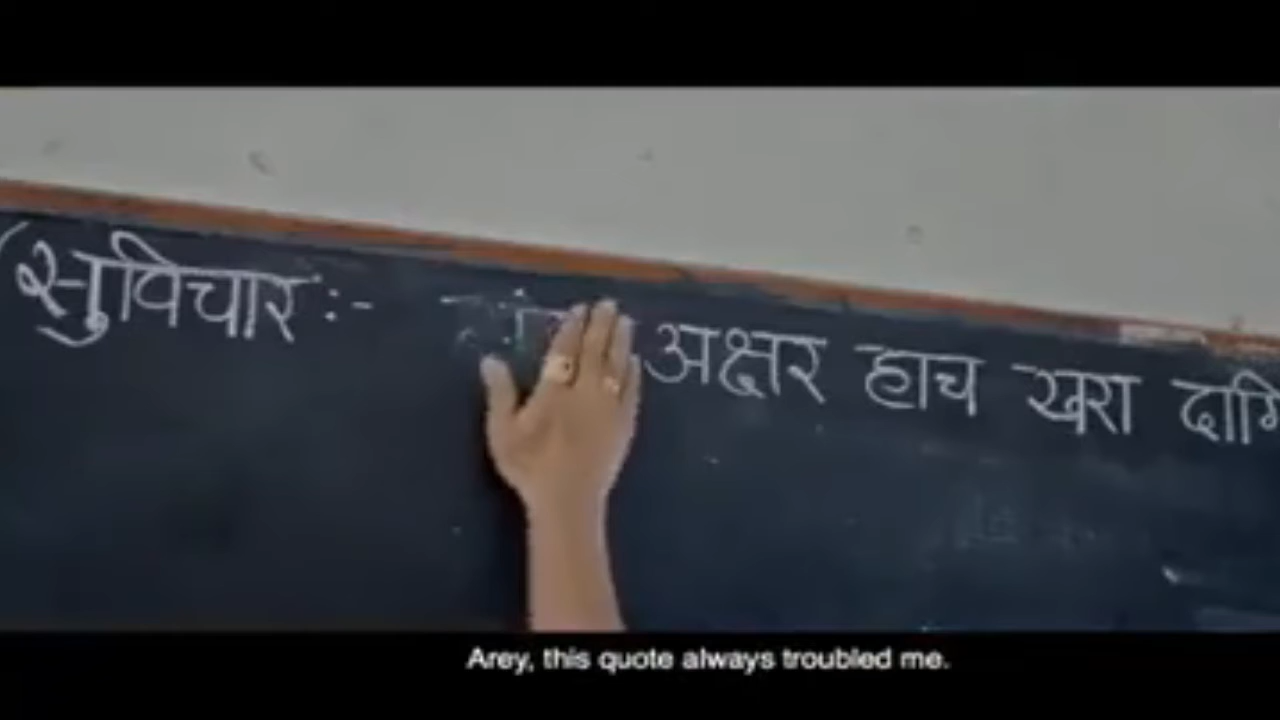 (सुविचार :- अक्षर हाच खरा दागि
Arey, this quote always troubled me.